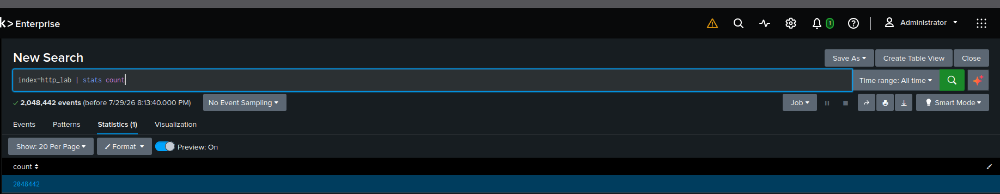 k> Enterprise
1
Administrator
New Search
Save As
Create Table View
Close
index=http_lab | stats count
Time range: All time
2,048,442 events (before 7/29/26 8:13:40.000 PM)
No Event Sampling
Job
Smart Mode
Events
Patterns
Statistics (1)
Visualization
Show: 20 Per Page
Format
Preview: On
count
2048442